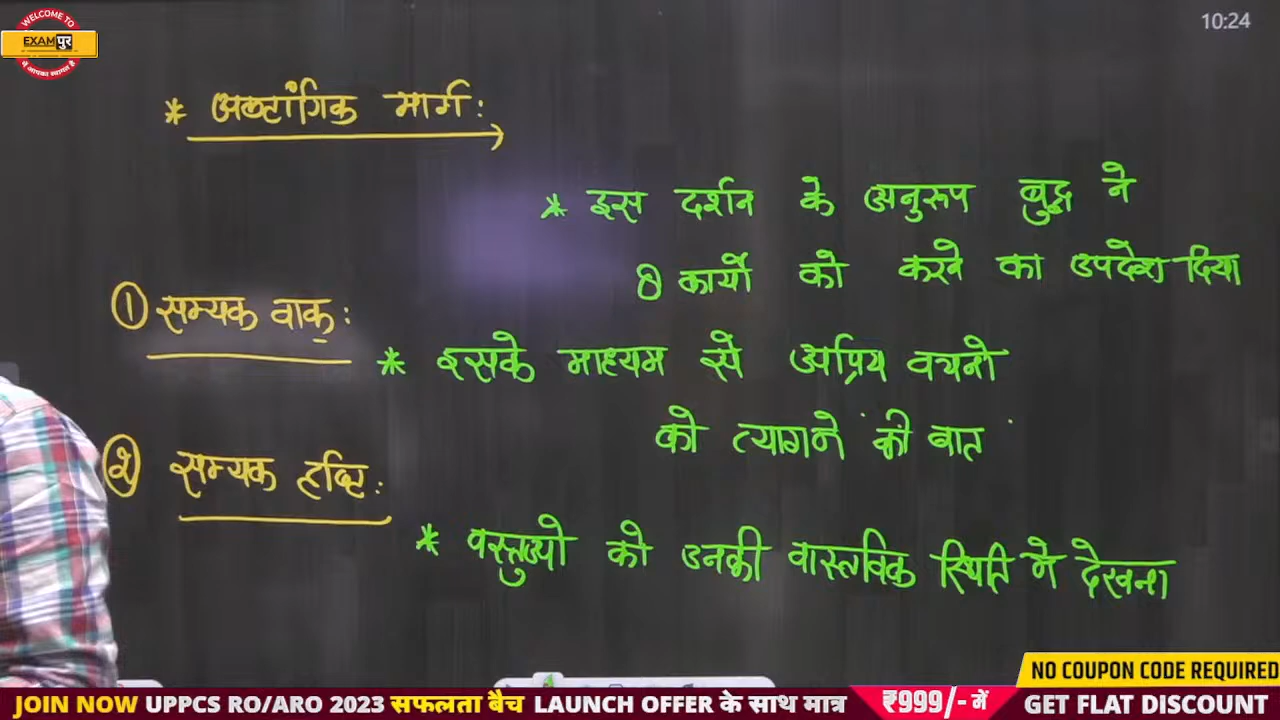 WELCOME TO
EXAMपुर
में आपका स्वागत है
10:24
* अष्टांगिक मार्ग:
* इस दर्शन के अनुरूप बुद्ध ने
8 कार्यो को करने का उपदेश दिया
① सम्यक वाक्:
* इसके माध्यम से अप्रिय वचनो
को त्यागने की बात
② सम्यक दृष्टि:
* वस्तुओ को उनकी वास्तविक स्थिति मे देखना
NO COUPON CODE REQUIRED
JOIN NOW UPPCS RO/ARO 2023 सफलता बैच LAUNCH OFFER के साथ मात्र ₹999/- में GET FLAT DISCOUNT